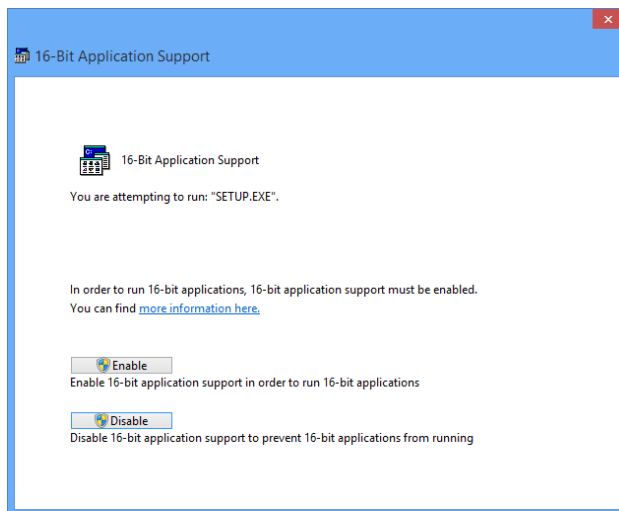 16-Bit Application Support
16-Bit Application Support
You are attempting to run: "SETUP.EXE".
In order to run 16-bit applications, 16-bit application support must be enabled.
You can find more information here.
Enable
Enable 16-bit application support in order to run 16-bit applications
Disable
Disable 16-bit application support to prevent 16-bit applications from running